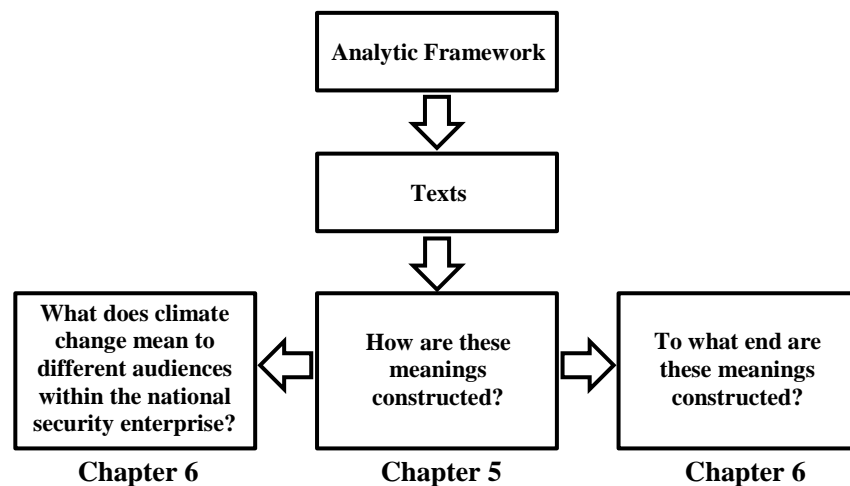 Analytic Framework
Texts
What does climate
change mean to
different audiences
within the national
security enterprise?
How are these
meanings
constructed?
To what end are
these meanings
constructed?
Chapter 6
Chapter 5
Chapter 6